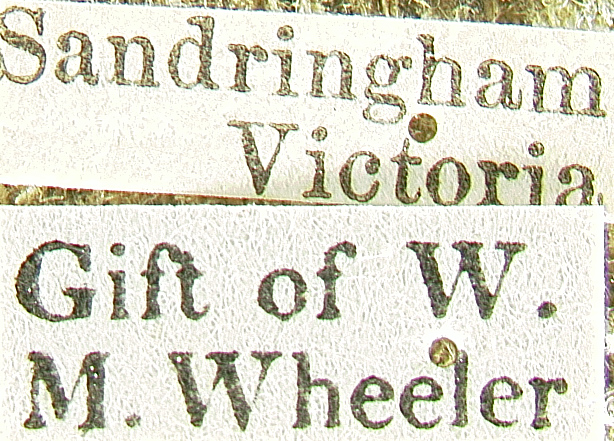 Sandringham
Victoria
Gift of W.
M. Wheeler